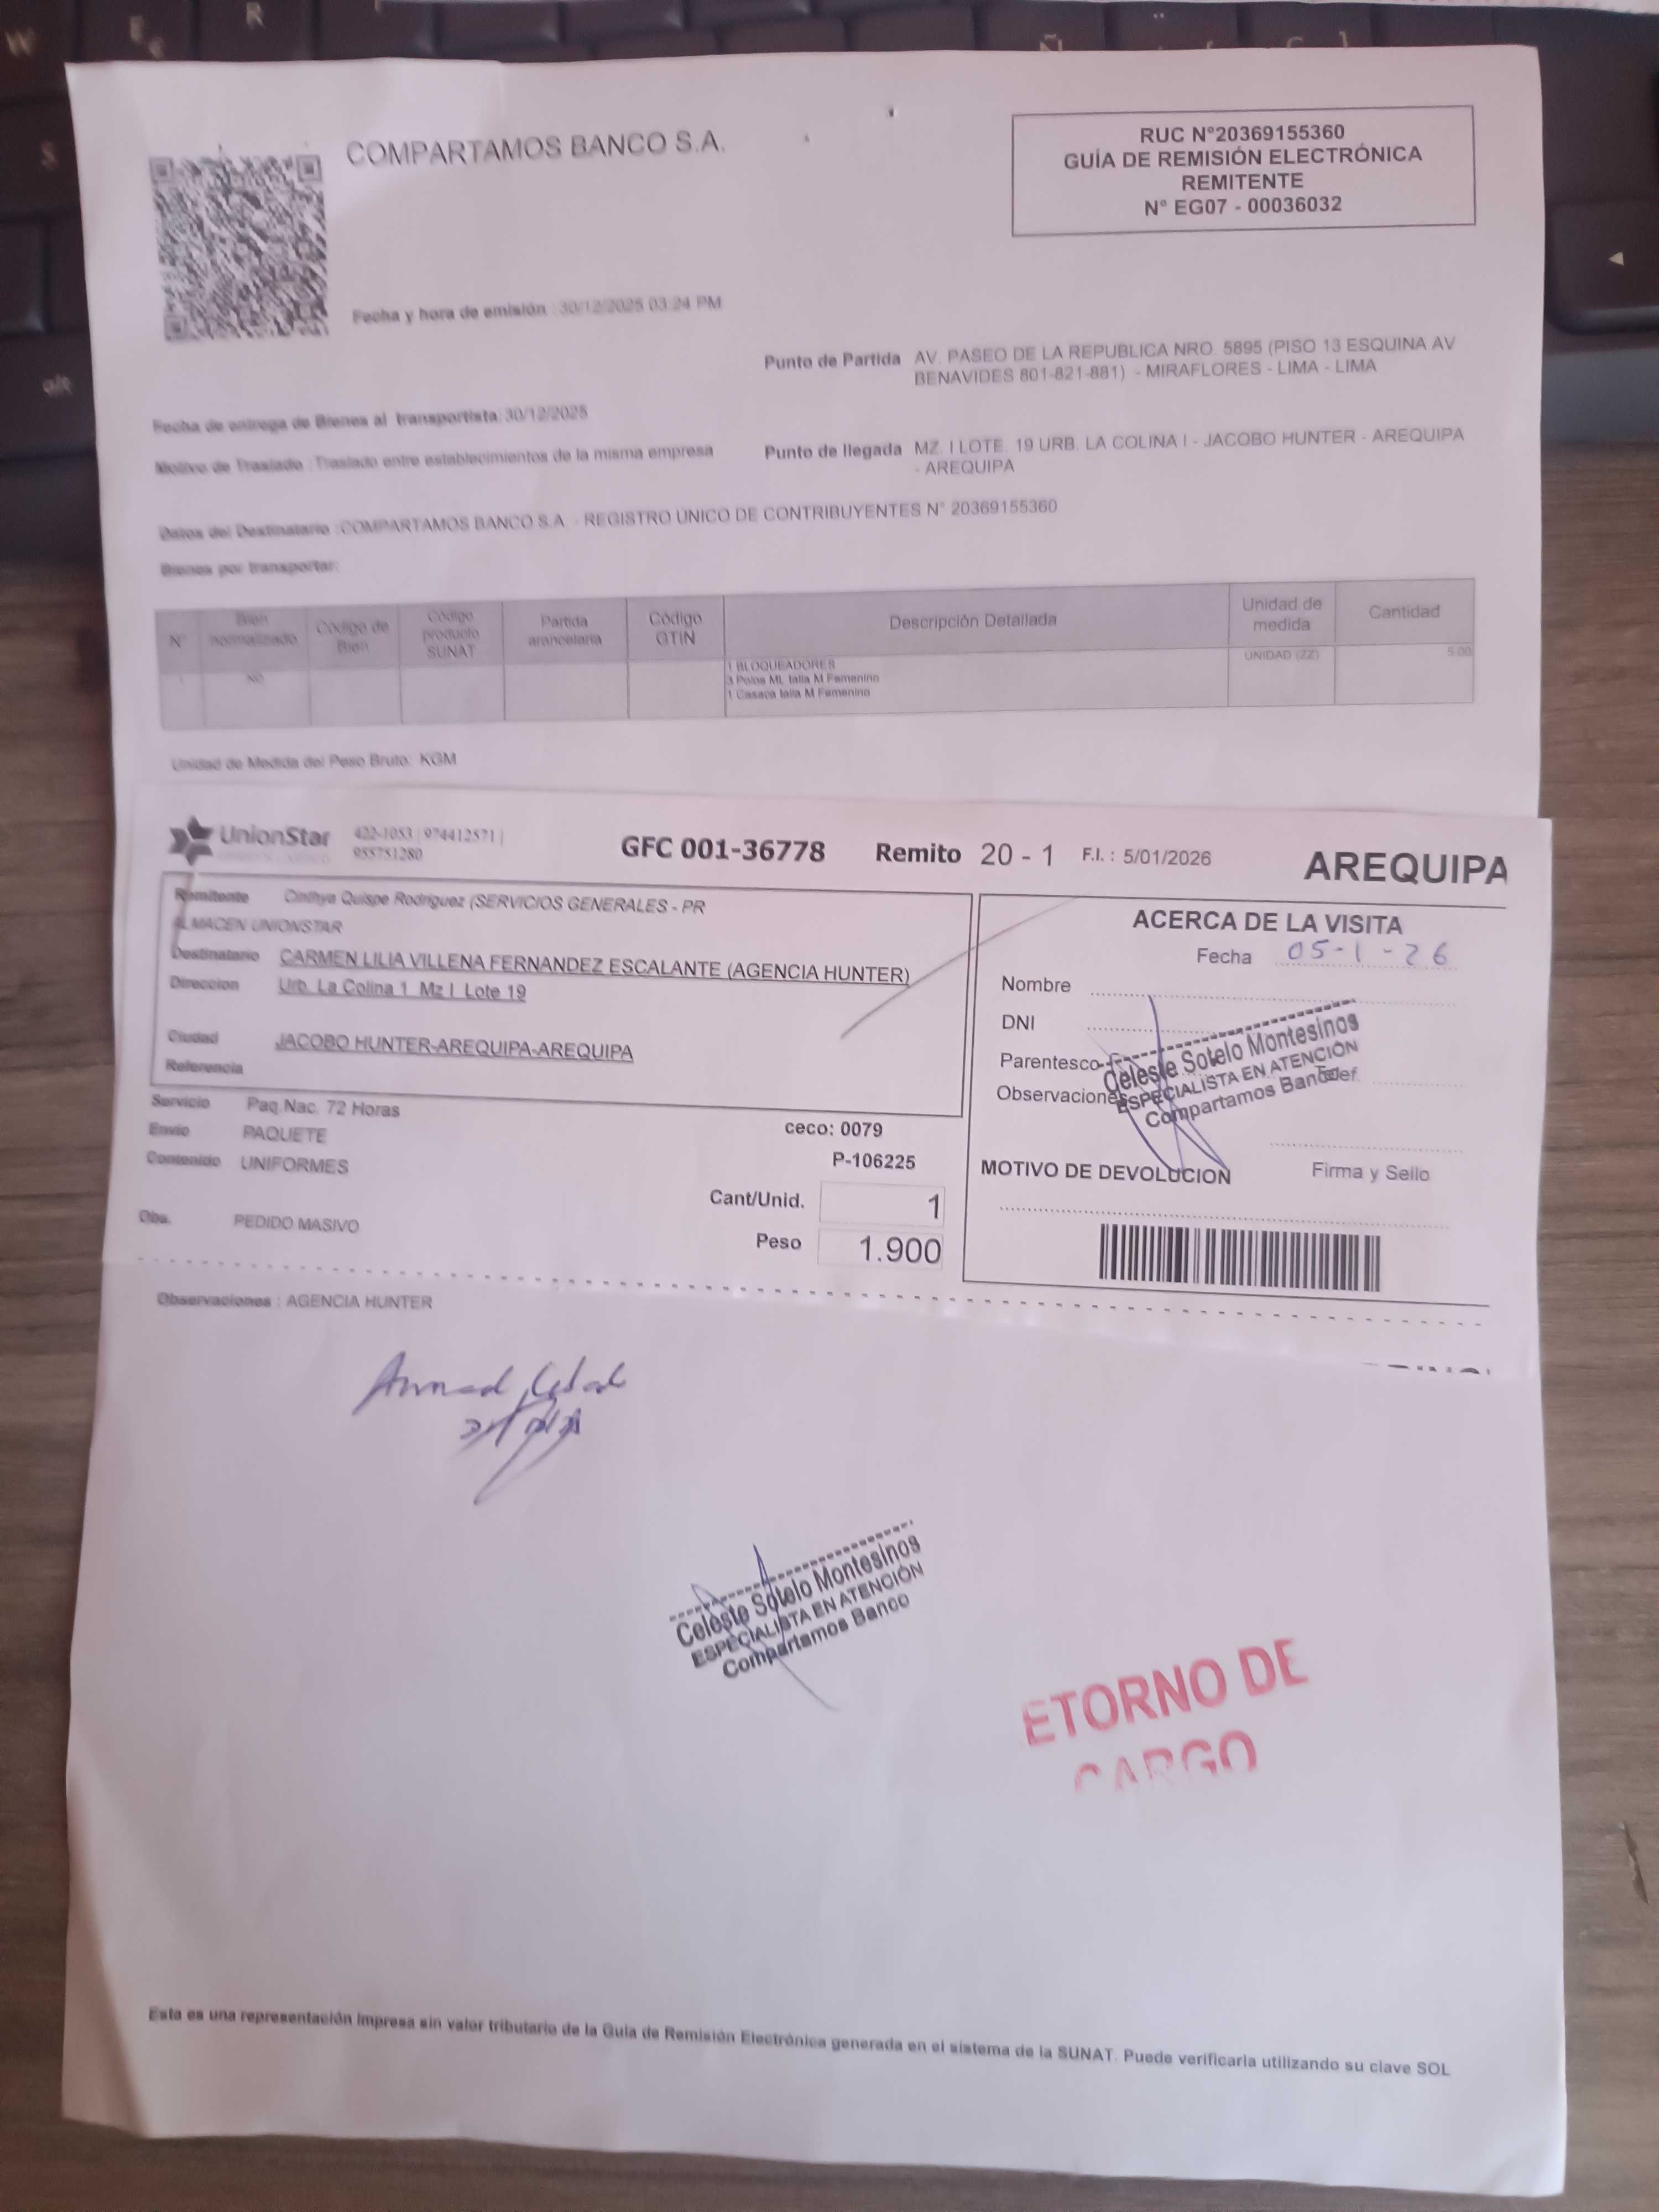 COMPARTAMOS BANCO S.A.
RUC N°20369155360
GUÍA DE REMISIÓN ELECTRÓNICA
REMITENTE
N° EG07 - 00036032
Fecha y hora de emisión : 30/12/2025 03:24 PM
Punto de Partida AV. PASEO DE LA REPUBLICA NRO. 5895 (PISO 13 ESQUINA AV
BENAVIDES 801-821-881) - MIRAFLORES - LIMA - LIMA
Fecha de entrega de Bienes al transportista: 30/12/2025
Motivo de Traslado : Traslado entre establecimientos de la misma empresa
Punto de llegada MZ. I LOTE. 19 URB. LA COLINA I - JACOBO HUNTER - AREQUIPA
- AREQUIPA
Datos del Destinatario : COMPARTAMOS BANCO S.A. - REGISTRO ÚNICO DE CONTRIBUYENTES N° 20369155360
Bienes por transportar:
N° Bien normalizado Código de Bien Código producto SUNAT Partida arancelaria Código GTIN Descripción Detallada Unidad de medida Cantidad
1 NO 1 BLOQUEADORES UNIDAD (ZZ) 5.00
3 Polos ML talla M Femenino
1 Casaca talla M Femenino
Unidad de Medida del Peso Bruto: KGM
UnionStar 422-1053 | 974412571 |
955751280
GFC 001-36778 Remito 20 - 1 F.I. : 5/01/2026 AREQUIPA
Remitente Cinthya Quispe Rodriguez (SERVICIOS GENERALES - PR
ALMACEN UNIONSTAR
Destinatario CARMEN LILIA VILLENA FERNANDEZ ESCALANTE (AGENCIA HUNTER)
Direccion Urb. La Colina 1 Mz I Lote 19
Ciudad JACOBO HUNTER-AREQUIPA-AREQUIPA
Referencia
ACERCA DE LA VISITA
Fecha 05-1-26
Nombre
DNI
Parentesco
Observaciones Telef.
Celeste Sotelo Montesinos
ESPECIALISTA EN ATENCIÓN
Compartamos Banco
Firma y Sello
MOTIVO DE DEVOLUCION
Servicio Paq.Nac. 72 Horas
Envio PAQUETE
Contenido UNIFORMES
ceco: 0079
P-106225
Cant/Unid. 1
Peso 1.900
Obs. PEDIDO MASIVO
Observaciones : AGENCIA HUNTER
Celeste Sotelo Montesinos
ESPECIALISTA EN ATENCIÓN
Compartamos Banco
ETORNO DE
CARGO
Esta es una representación impresa sin valor tributario de la Guía de Remisión Electrónica generada en el sistema de la SUNAT. Puede verificarla utilizando su clave SOL